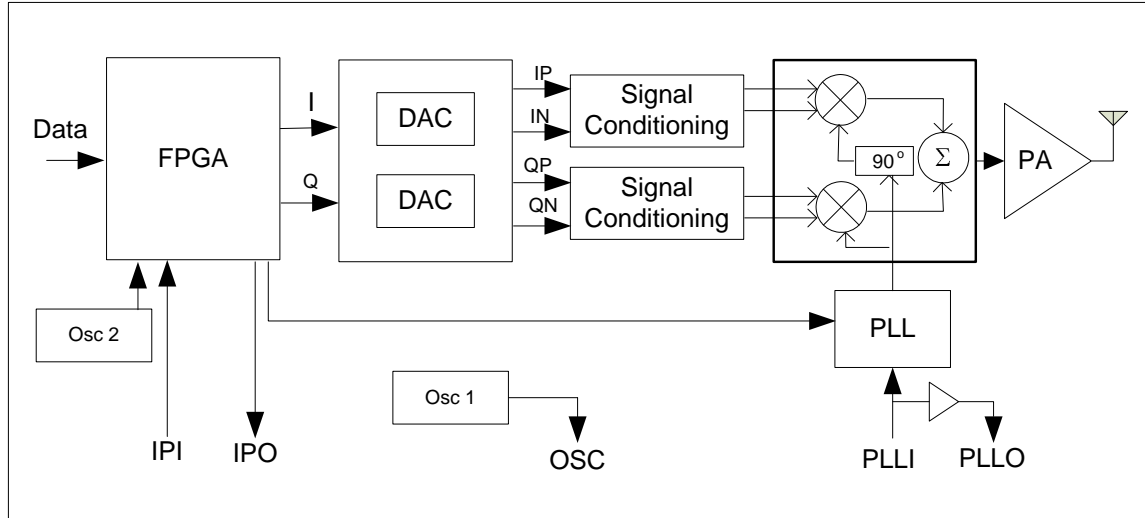 Data
FPGA
I
Q
DAC
DAC
IP
IN
QP
QN
Signal
Conditioning
Signal
Conditioning
90°
Σ
PA
Osc 2
Osc 1
PLL
IPI
IPO
OSC
PLLI
PLLO